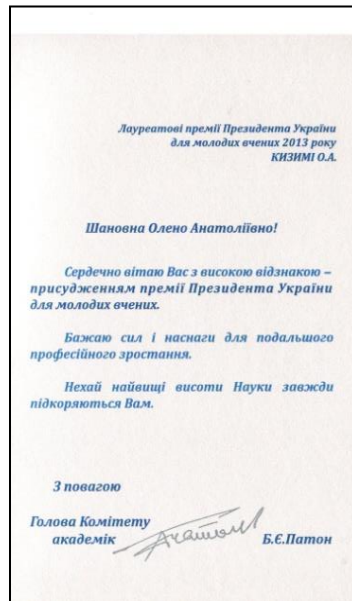 Лауреатові премії Президента України
для молодих вчених 2013 року
КИЗИМІ О.А.
Шановна Олено Анатоліївно!
Сердечно вітаю Вас з високою відзнакою –
присудженням премії Президента України
для молодих вчених.
Бажаю сил і наснаги для подальшого
професійного зростання.
Нехай найвищі висоти Науки завжди
підкоряються Вам.
З повагою
Голова Комітету
академік Б.Є.Патон